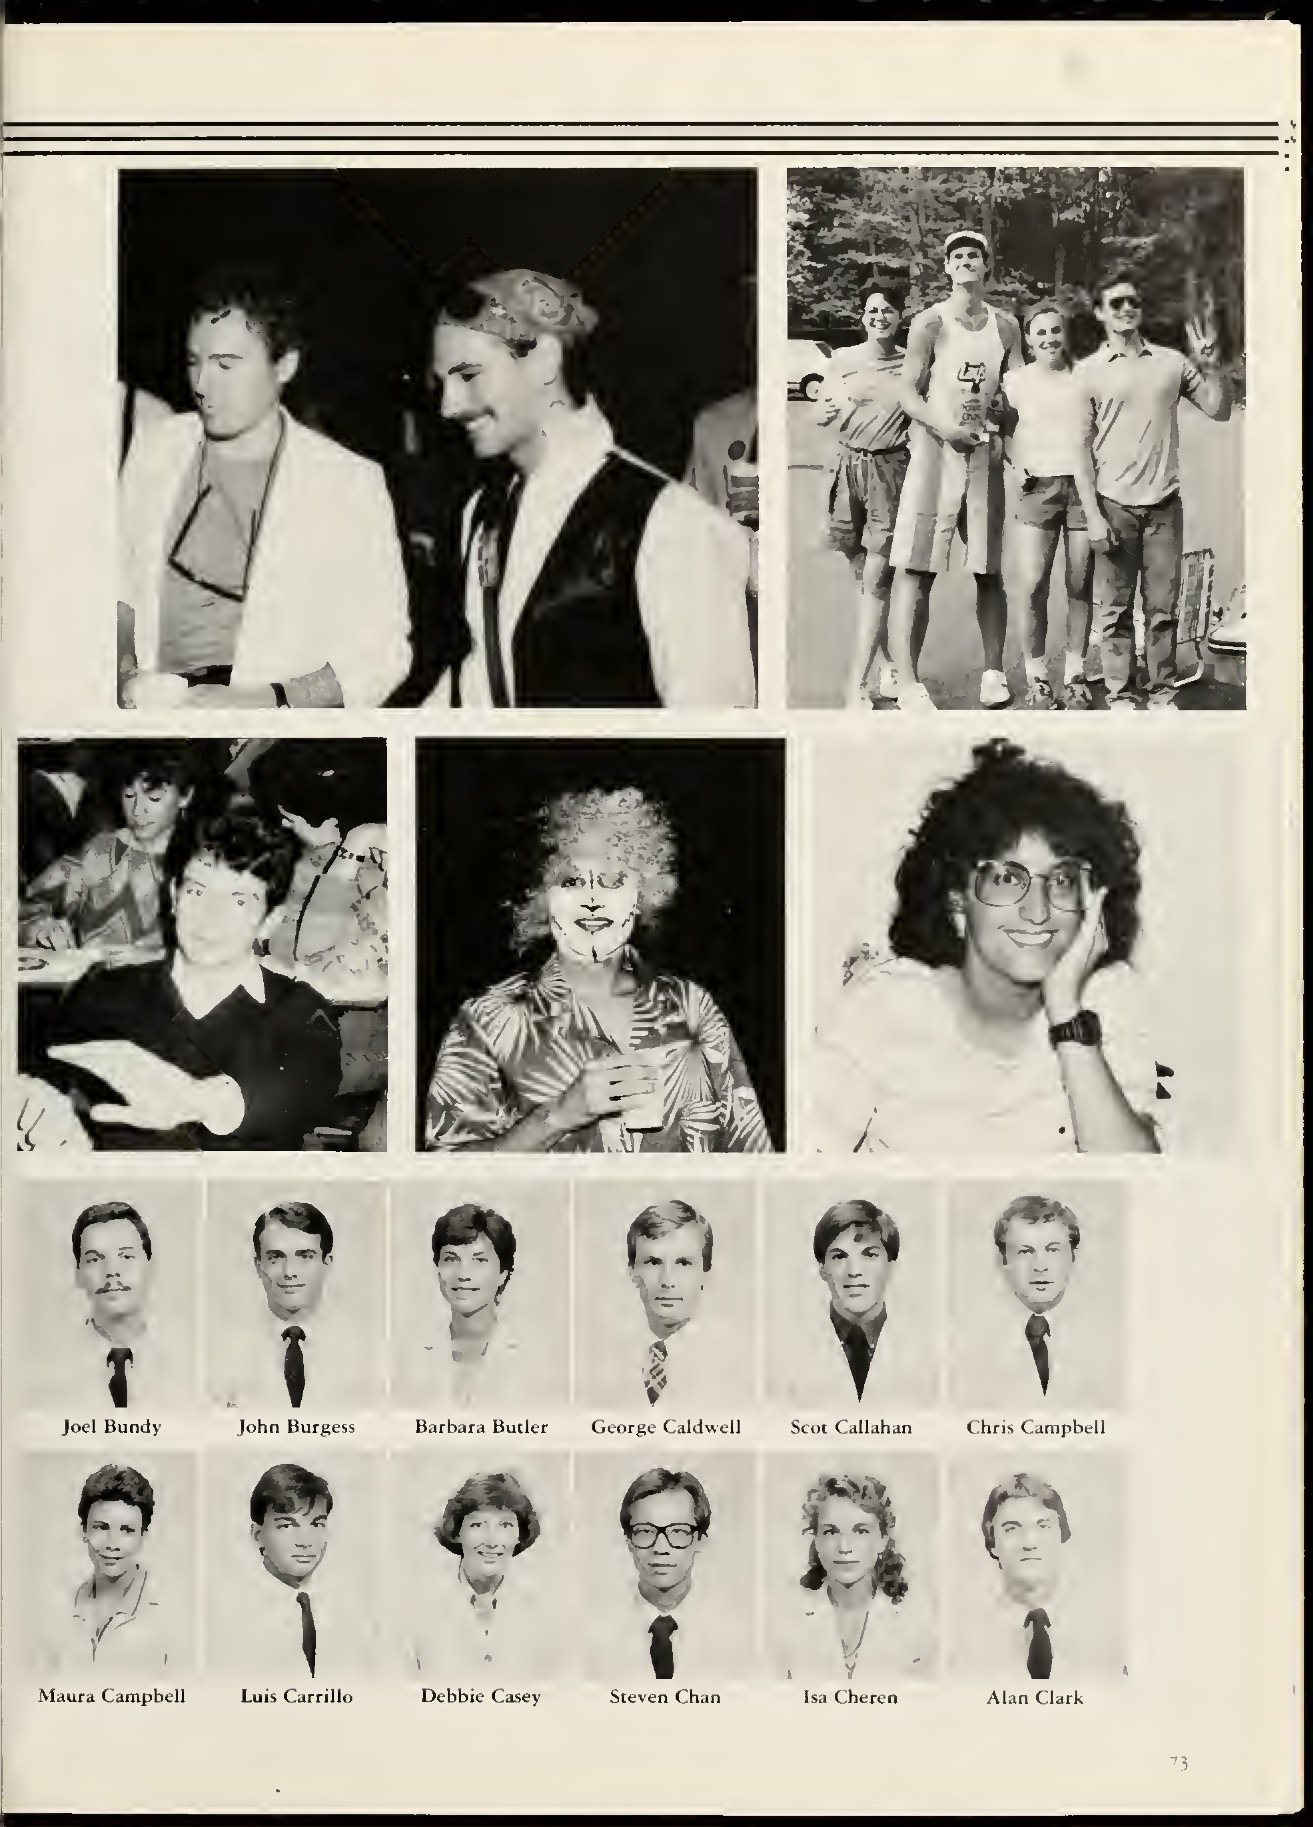 Joel Bundy John Burgess Barbara Butler George Caldwell Scot Callahan Chris Campbell
Maura Campbell Luis Carrillo Debbie Casey Steven Chan Isa Cheren Alan Clark
73